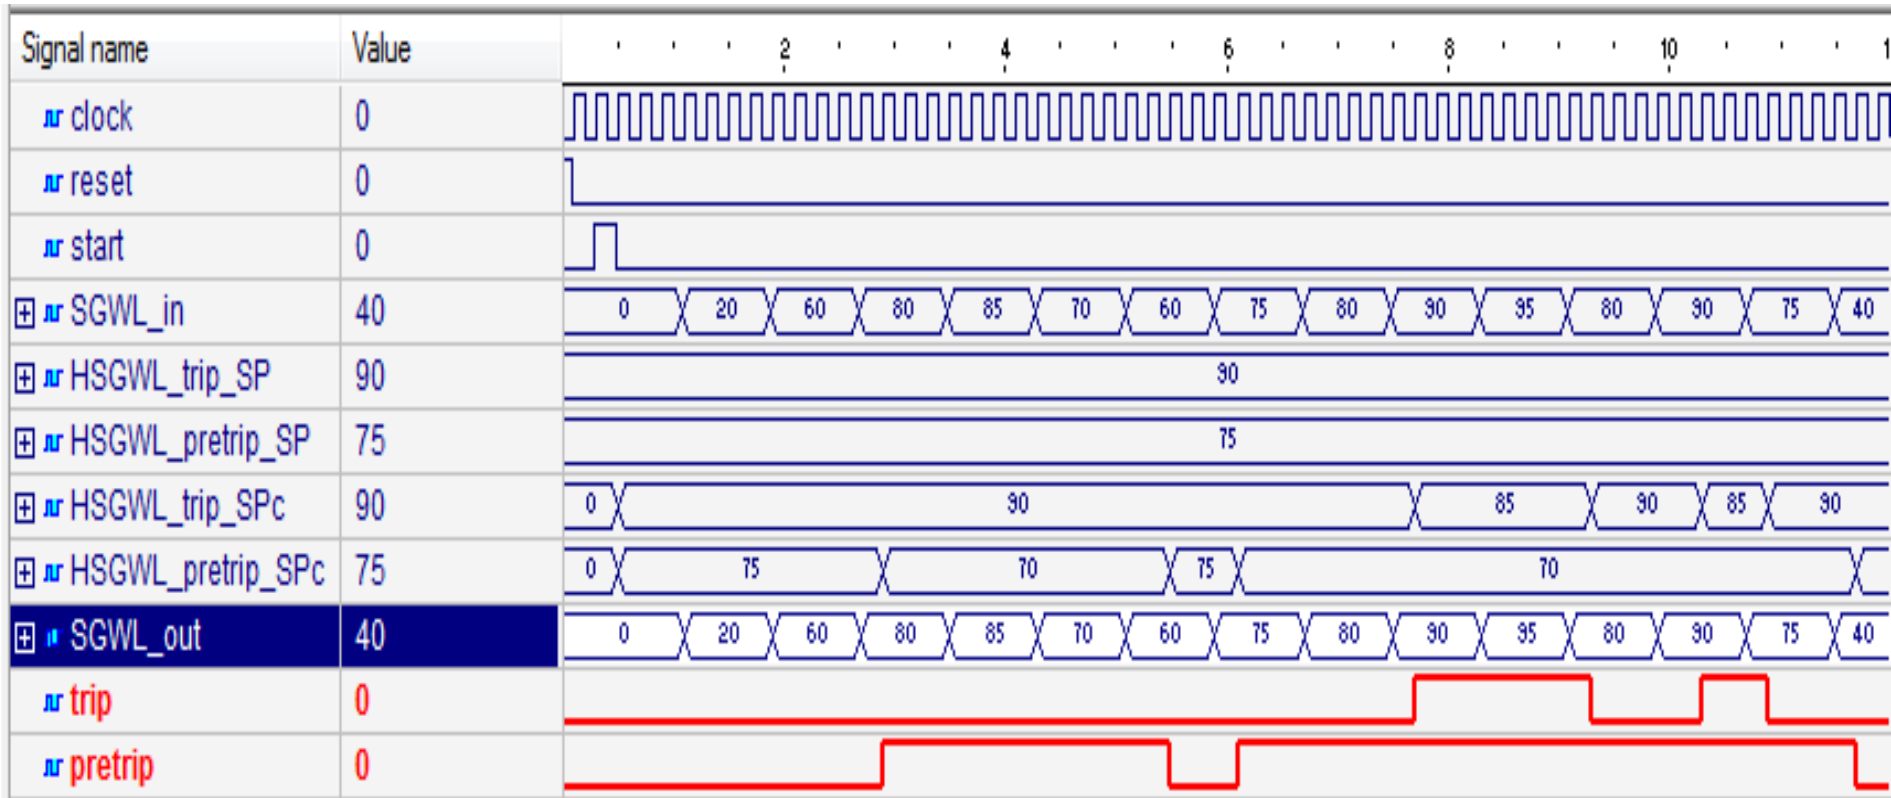 Signal name Value 2 4 6 8 10 1
clock 0
reset 0
start 0
SGWL_in 40 0 20 60 80 85 70 60 75 80 90 95 80 90 75 40
HSGWL_trip_SP 90 90
HSGWL_pretrip_SP 75 75
HSGWL_trip_SPc 90 0 90 85 90 85 90
HSGWL_pretrip_SPc 75 0 75 70 75 70
SGWL_out 40 0 20 60 80 85 70 60 75 80 90 95 80 90 75 40
trip 0
pretrip 0